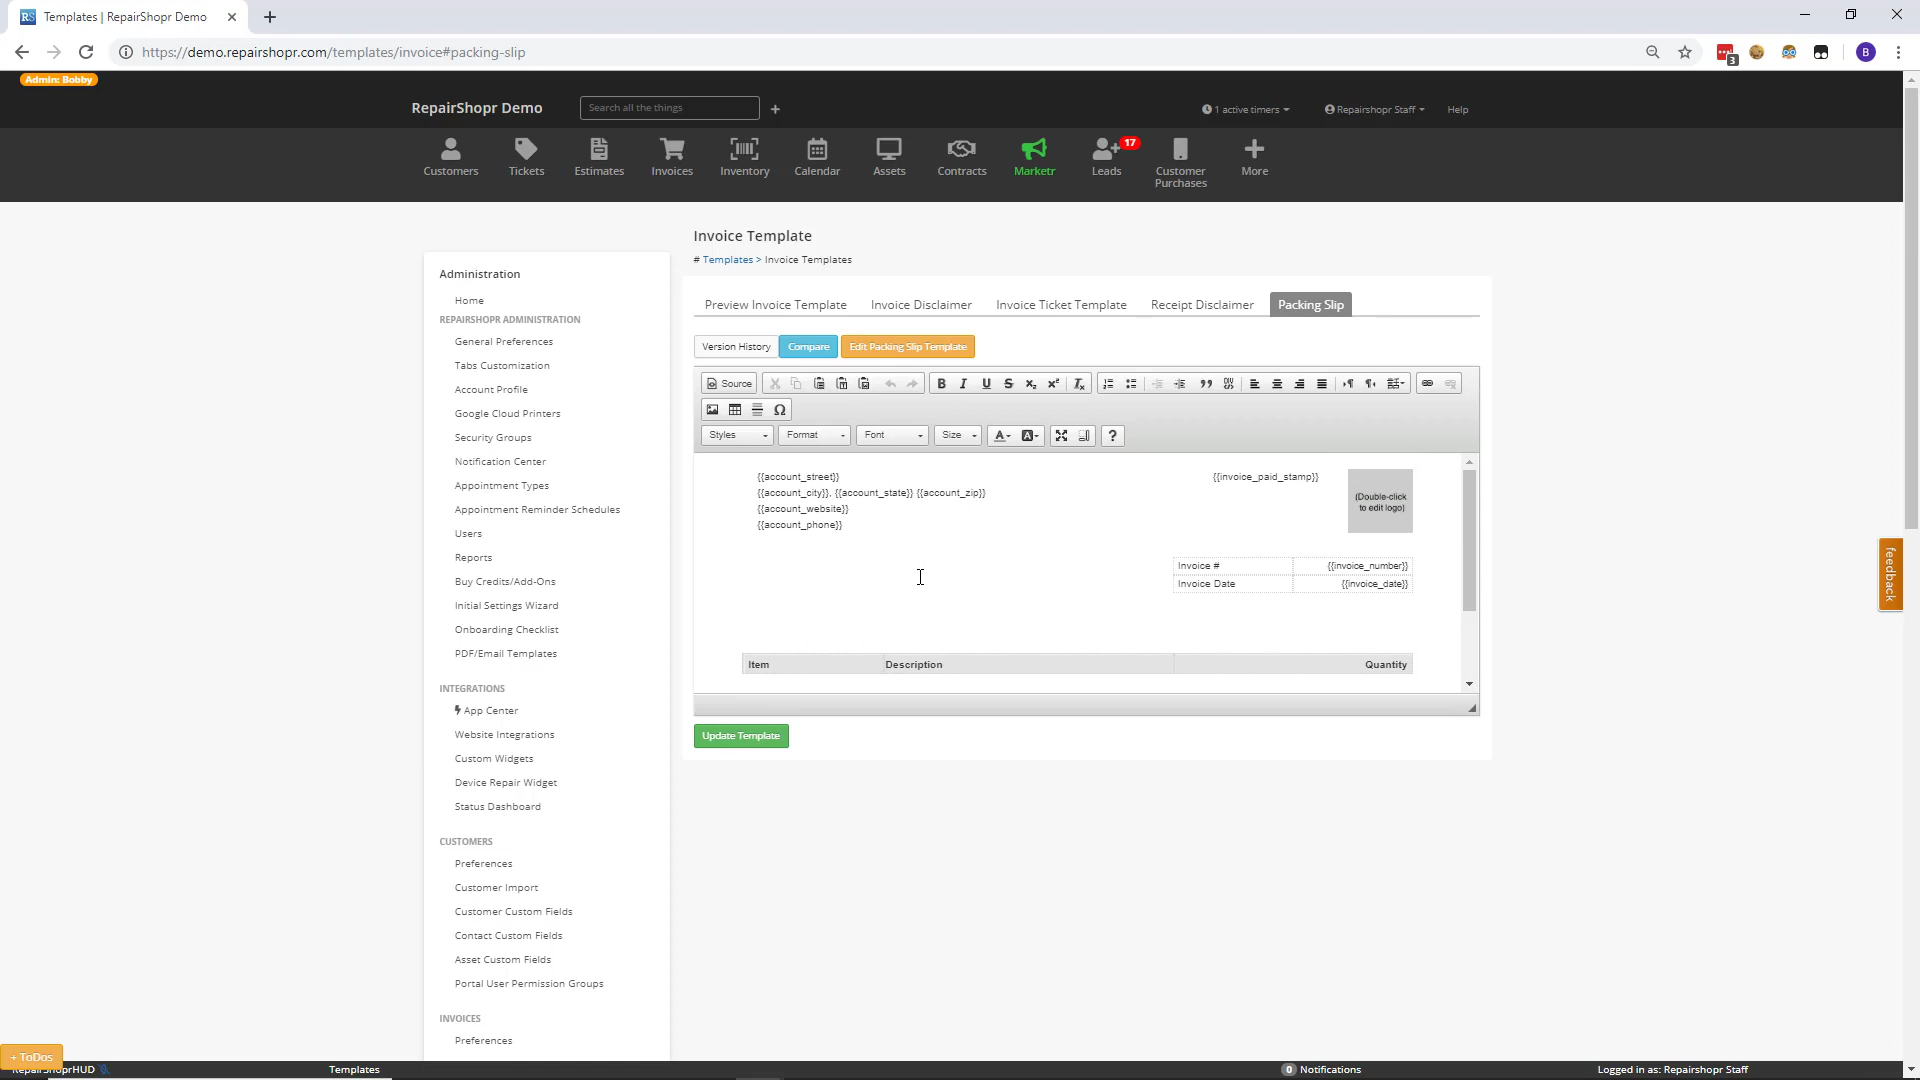 RS Templates | RepairShopr Demo
https://demo.repairshopr.com/templates/invoice#packing-slip
3
B
Admin: Bobby
RepairShopr Demo
Search all the things
1 active timers
Repairshopr Staff
Help
Customers
Tickets
Estimates
Invoices
Inventory
Calendar
Assets
Contracts
Marketr
Leads
17
Customer
Purchases
More
Administration
Home
REPAIRSHOPR ADMINISTRATION
General Preferences
Tabs Customization
Account Profile
Google Cloud Printers
Security Groups
Notification Center
Appointment Types
Appointment Reminder Schedules
Users
Reports
Buy Credits/Add-Ons
Initial Settings Wizard
Onboarding Checklist
PDF/Email Templates
INTEGRATIONS
App Center
Website Integrations
Custom Widgets
Device Repair Widget
Status Dashboard
CUSTOMERS
Preferences
Customer Import
Customer Custom Fields
Contact Custom Fields
Asset Custom Fields
Portal User Permission Groups
INVOICES
Preferences
Invoice Template
# Templates > Invoice Templates
Preview Invoice Template
Invoice Disclaimer
Invoice Ticket Template
Receipt Disclaimer
Packing Slip
Version History
Compare
Edit Packing Slip Template
Source
Styles
Format
Font
Size
{{account_street}}
{{account_city}}, {{account_state}} {{account_zip}}
{{account_website}}
{{account_phone}}
{{invoice_paid_stamp}}
(Double-click
to edit logo)
Invoice # {{invoice_number}}
Invoice Date {{invoice_date}}
Item Description Quantity
Update Template
feedback
+ ToDos
RepairShoprHUD
Templates
0 Notifications
Logged in as: Repairshopr Staff